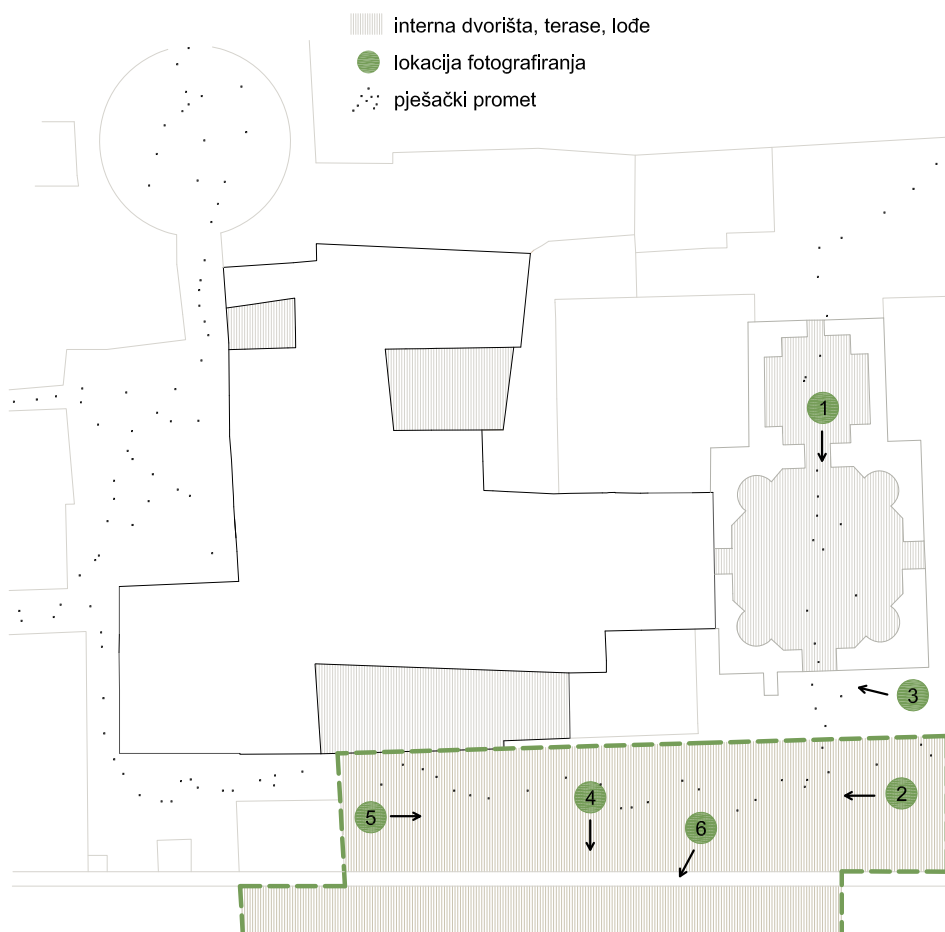 interna dvorišta, terase, lođe
lokacija fotografiranja
pješački promet
1
3
2
4
5
6